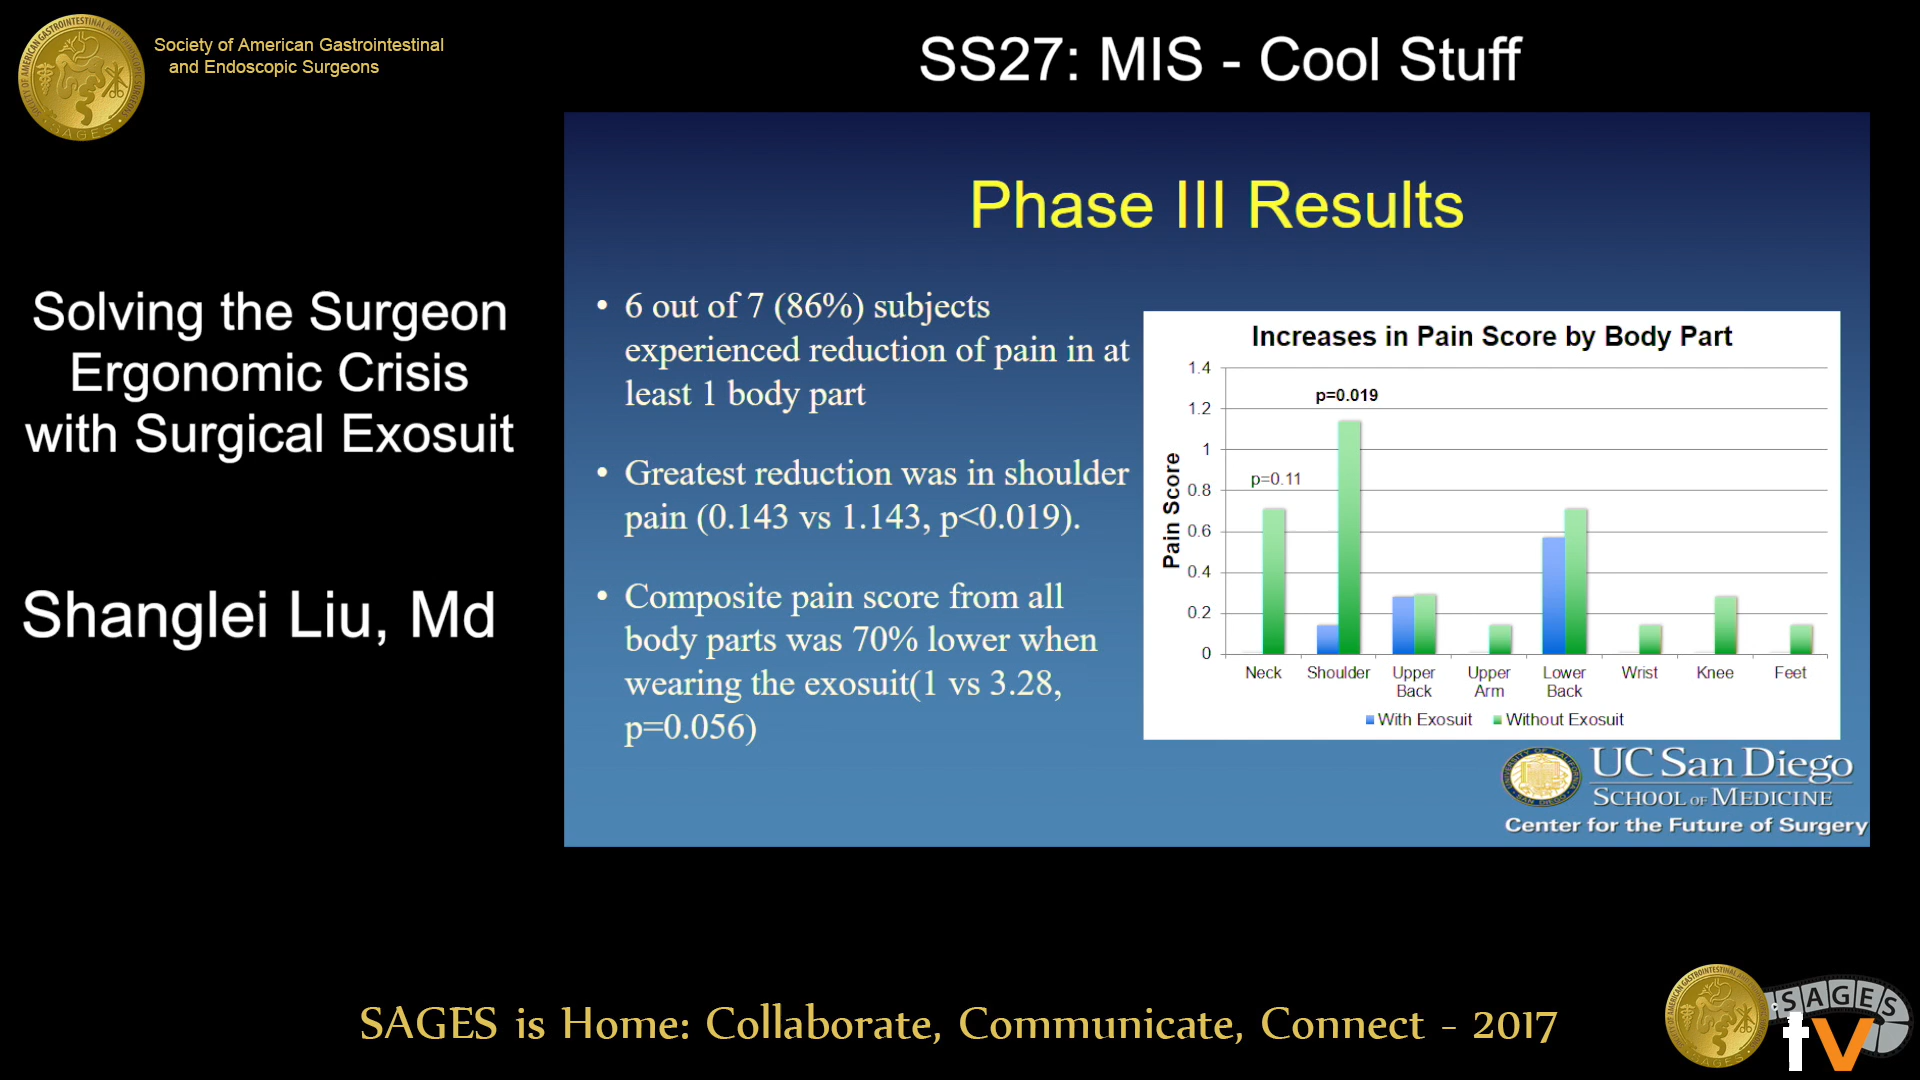 Society of American Gastrointestinal
and Endoscopic Surgeons
SAGES
SS27: MIS - Cool Stuff
Solving the Surgeon
Ergonomic Crisis
with Surgical Exosuit
Shanglei Liu, Md
Phase III Results
• 6 out of 7 (86%) subjects
experienced reduction of pain in at
least 1 body part
• Greatest reduction was in shoulder
pain (0.143 vs 1.143, p<0.019).
• Composite pain score from all
body parts was 70% lower when
wearing the exosuit(1 vs 3.28,
p=0.056)
Increases in Pain Score by Body Part
Pain Score
1.4
1.2
1
0.8
0.6
0.4
0.2
0
p=0.11
p=0.019
Neck
Shoulder
Upper
Back
Upper
Arm
Lower
Back
Wrist
Knee
Feet
With Exosuit
Without Exosuit
UC San Diego
SCHOOL OF MEDICINE
Center for the Future of Surgery
SAGES is Home: Collaborate, Communicate, Connect - 2017
SAGES
tv